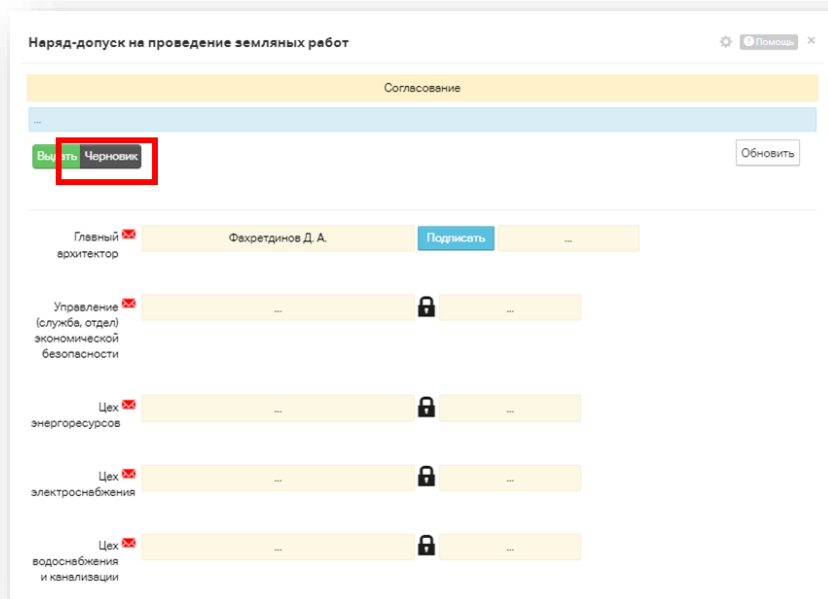 Наряд-допуск на проведение земляных работ
Помощь
Согласование
...
Выдать Черновик
Обновить
Главный
архитектор
Фахретдинов Д. А.
Подписать
...
Управление
(служба, отдел)
экономической
безопасности
...
...
Цех
энергоресурсов
...
...
Цех
электроснабжения
...
...
Цех
водоснабжения
и канализации
...
...